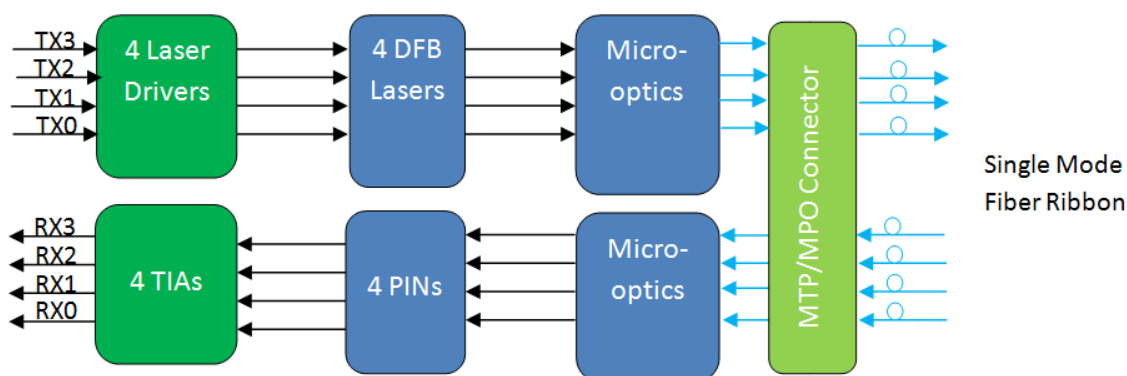 TX3
TX2
TX1
TX0
4 Laser
Drivers
4 DFB
Lasers
Micro-
optics
MTP/MPO Connector
Single Mode
Fiber Ribbon
RX3
RX2
RX1
RX0
4 TIAs
4 PINs
Micro-
optics